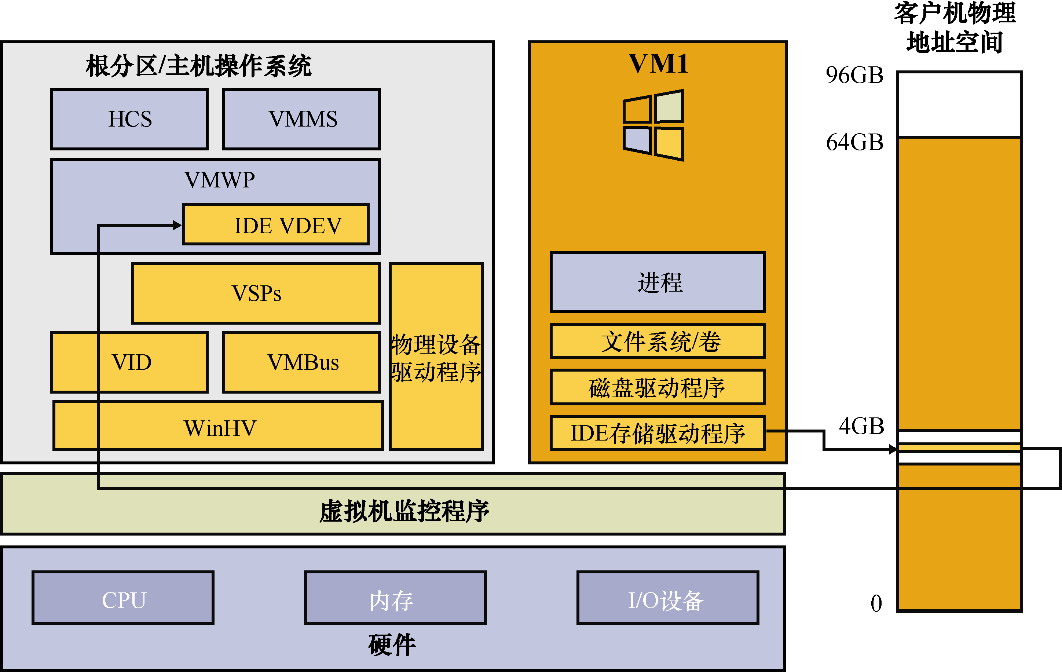 客户机物理
地址空间
根分区/主机操作系统
HCS
VMMS
VMWP
IDE VDEV
VSPs
物理设备
驱动程序
VID
VMBus
WinHV
VM1
进程
文件系统/卷
磁盘驱动程序
IDE存储驱动程序
96GB
64GB
4GB
0
虚拟机监控程序
CPU
内存
I/O设备
硬件